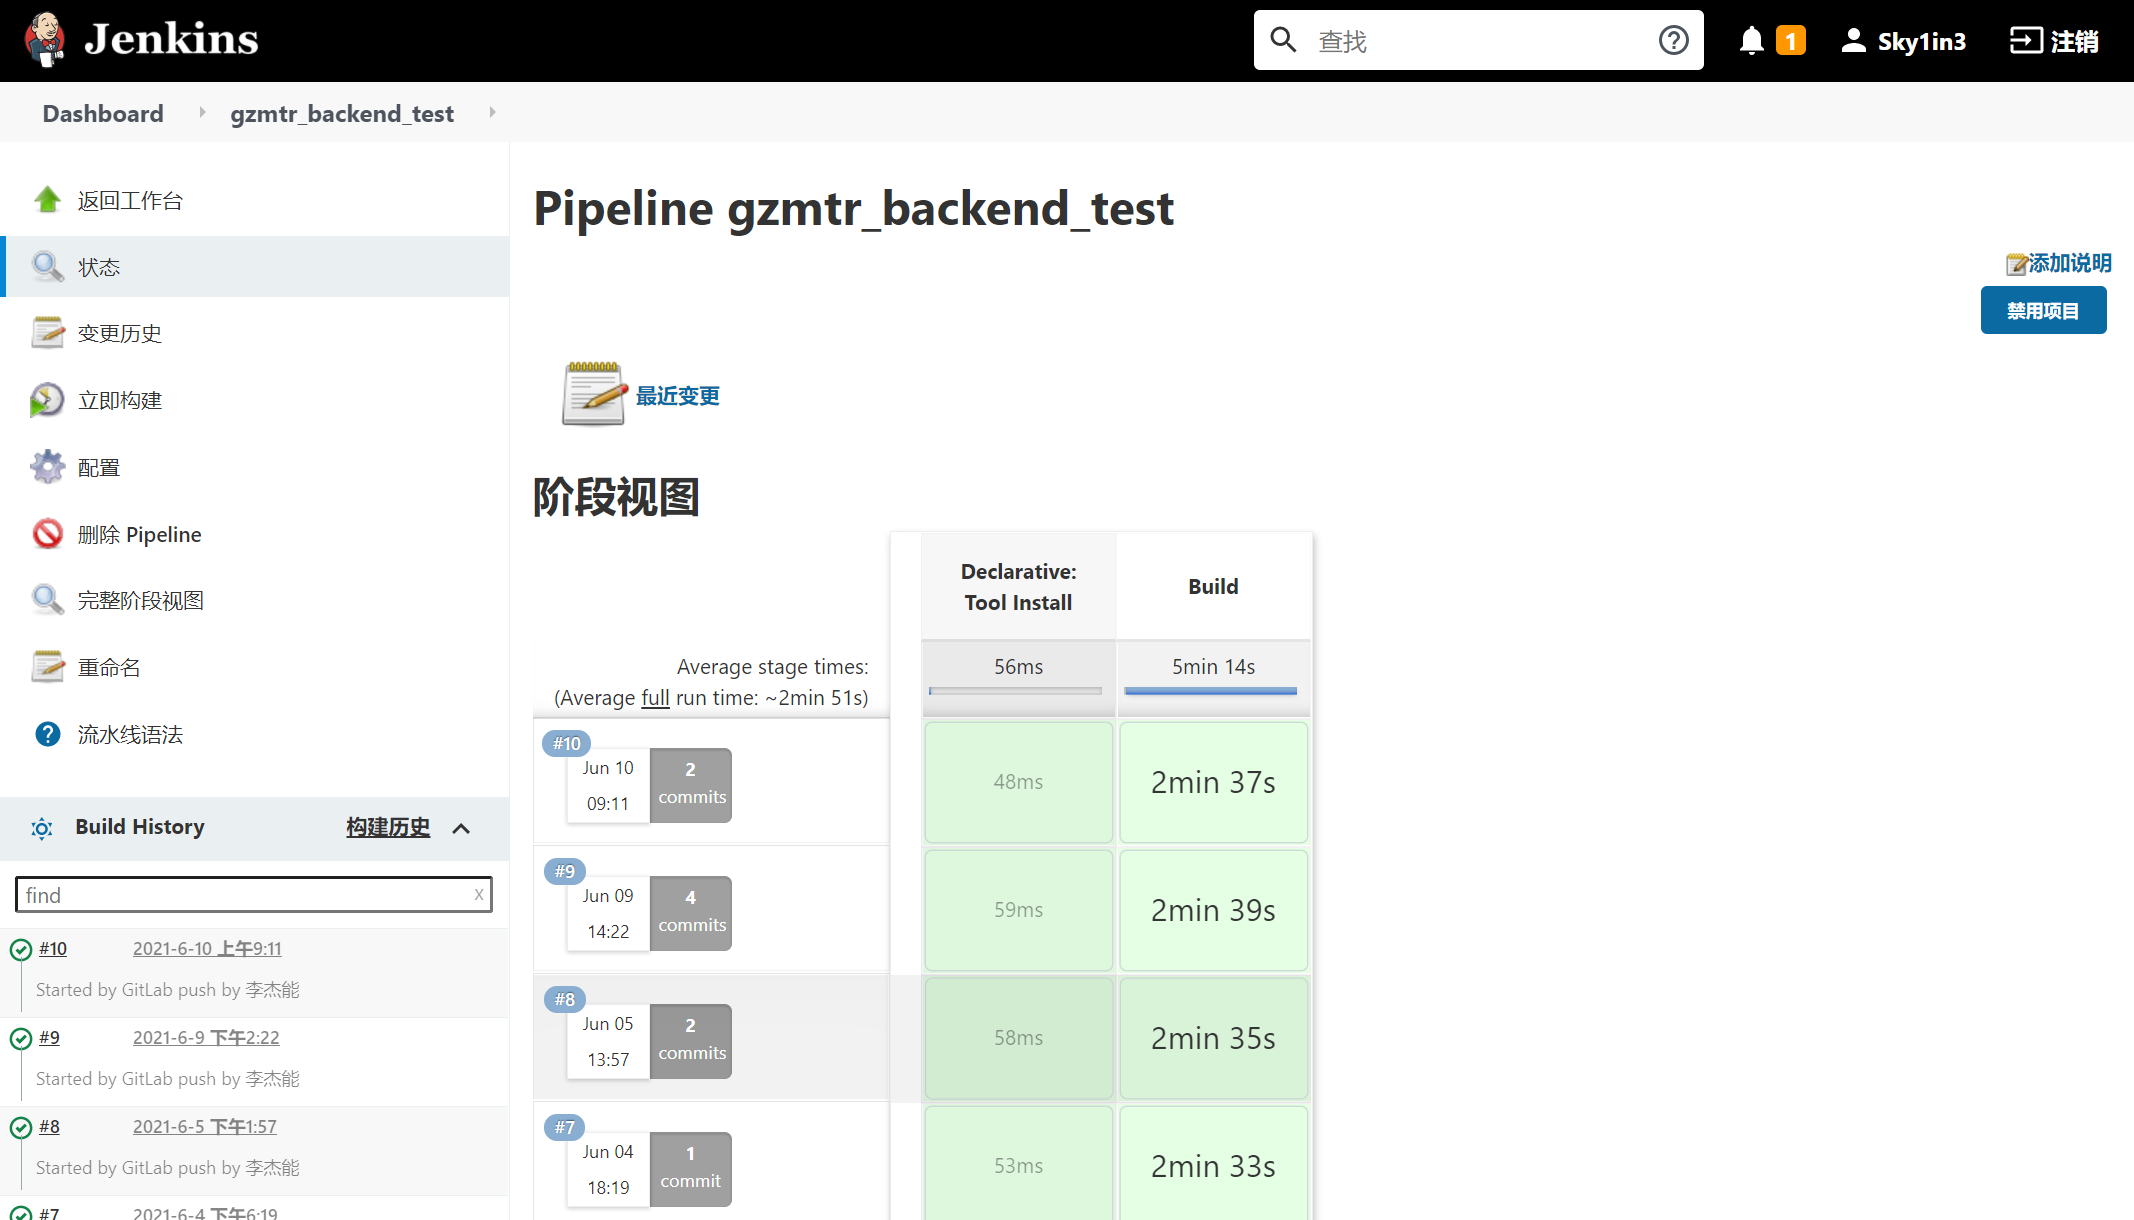 Jenkins
查找
1
Sky1in3
注销
Dashboard
gzmtr_backend_test
返回工作台
状态
变更历史
立即构建
配置
删除 Pipeline
完整阶段视图
重命名
流水线语法
Build History
构建历史
find
x
#10
2021-6-10 上午9:11
Started by GitLab push by 李杰能
#9
2021-6-9 下午2:22
Started by GitLab push by 李杰能
#8
2021-6-5 下午1:57
Started by GitLab push by 李杰能
#7
2021-6-4 下午6:19
Pipeline gzmtr_backend_test
添加说明
禁用项目
最近变更
阶段视图
Declarative:
Tool Install
Build
Average stage times:
(Average full run time: ~2min 51s)
56ms
5min 14s
#10
Jun 10
09:11
2
commits
48ms
2min 37s
#9
Jun 09
14:22
4
commits
59ms
2min 39s
#8
Jun 05
13:57
2
commits
58ms
2min 35s
#7
Jun 04
18:19
1
commit
53ms
2min 33s